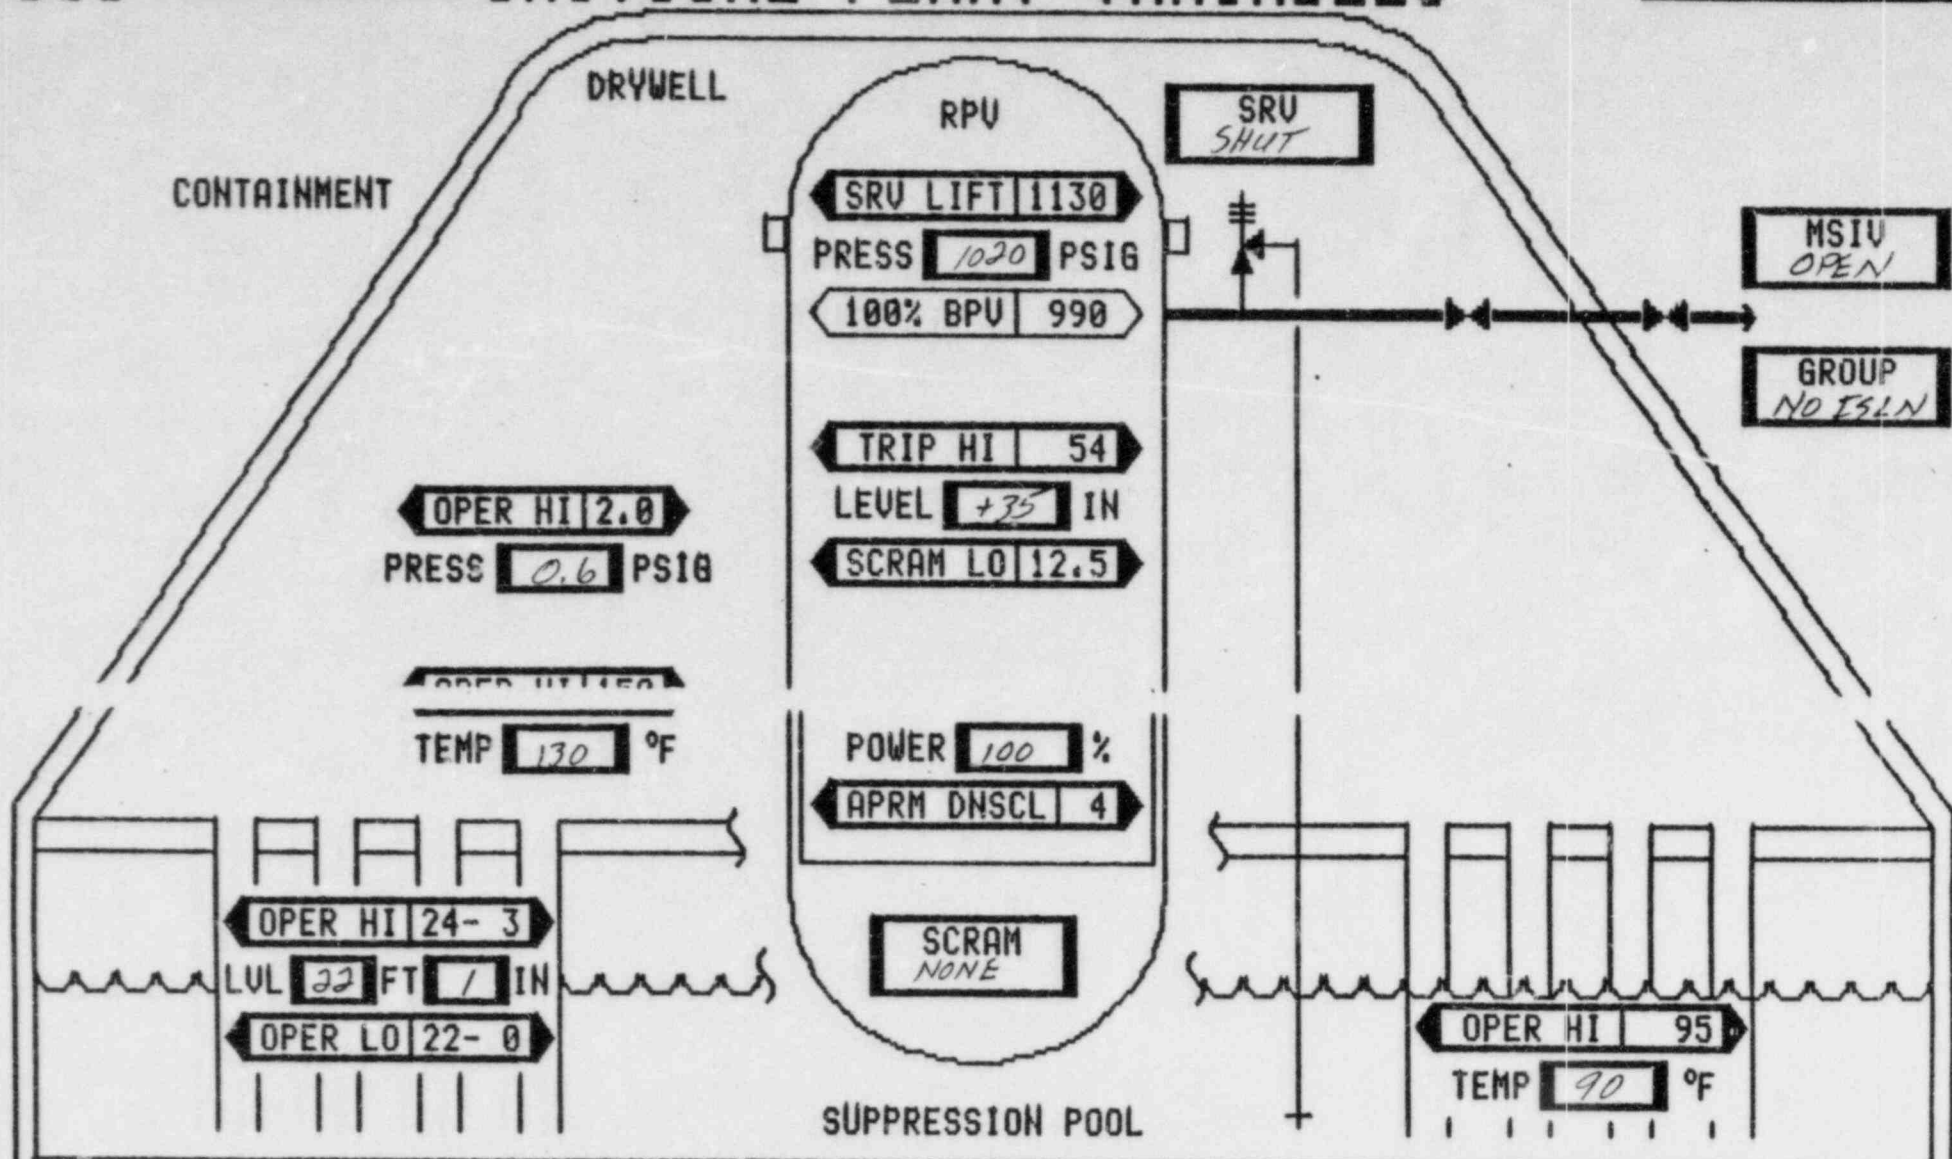 DRYWELL
RPV
SRV
SHUT
CONTAINMENT
SRV LIFT 1130
PRESS 1020 PSIG
100% BPV 990
MSIV
OPEN
GROUP
NO ISLN
TRIP HI 54
LEVEL +35 IN
SCRAM LO 12.5
OPER HI 2.0
PRESS 0.6 PSIG
OPER HI 150
TEMP 130 °F
POWER 100 %
APRM DNSCL 4
OPER HI 24- 3
LVL 22 FT 1 IN
OPER LO 22- 0
SCRAM
NONE
OPER HI 95
TEMP 90 °F
SUPPRESSION POOL